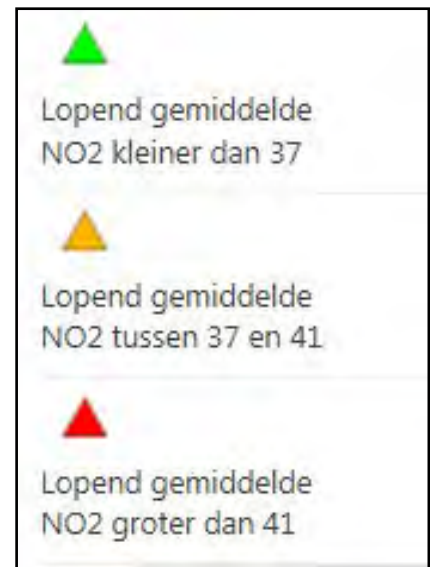 Lopend gemiddelde
NO2 kleiner dan 37
Lopend gemiddelde
NO2 tussen 37 en 41
Lopend gemiddelde
NO2 groter dan 41